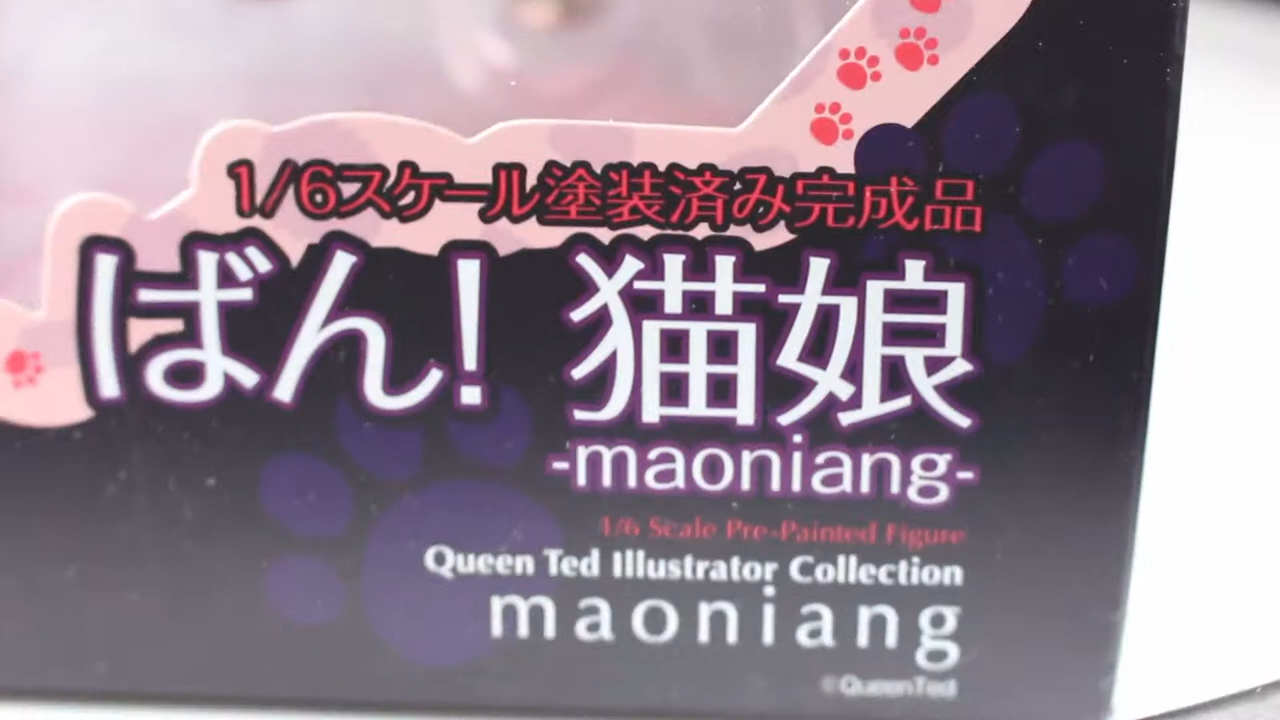 1/6スケール塗装済み完成品
ばん! 猫娘
-maoniang-
1/6 Scale Pre-Painted Figure
Queen Ted Illustrator Collection
maoniang
©QueenTed